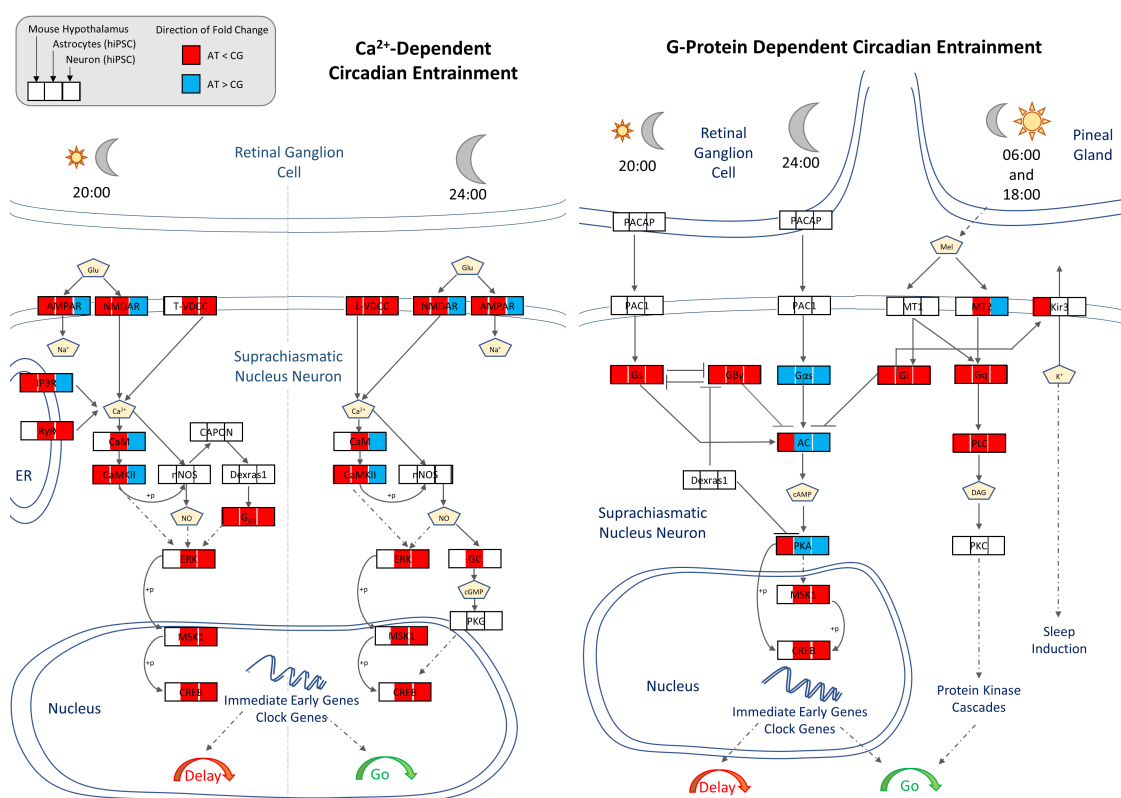 Mouse Hypothalamus
Astrocytes (hiPSC)
Neuron (hiPSC)
Direction of Fold Change
AT < CG
AT > CG
Ca²⁺-Dependent
Circadian Entrainment
20:00
Retinal Ganglion
Cell
24:00
Glu
Glu
AMPAR
NMDAR
T-VDCC
L-VDCC
NMDAR
AMPAR
Na⁺
Na⁺
Suprachiasmatic
Nucleus Neuron
IP3R
RyR
ER
Ca²⁺
Ca²⁺
CaM
CAPON
CaM
CaMKII
nNOS
Dexras1
CaMKII
nNOS
+p
+p
NO
NO
ERK
ERK
GC
cGMP
+p
+p
PKG
MSK1
MSK1
+p
+p
CREB
CREB
Nucleus
Immediate Early Genes
Clock Genes
Delay
Go
G-Protein Dependent Circadian Entrainment
20:00
Retinal
Ganglion
Cell
24:00
06:00
and
18:00
Pineal
Gland
PACAP
PACAP
Mel
PAC1
PAC1
MT1
MT2
Kir3
Gs
Gβγ
Gαs
Gi
Gq
K⁺
AC
PLC
Dexras1
cAMP
DAG
Suprachiasmatic
Nucleus Neuron
PKA
PKC
+p
MSK1
+p
CREB
Sleep
Induction
Nucleus
Immediate Early Genes
Clock Genes
Protein Kinase
Cascades
Delay
Go